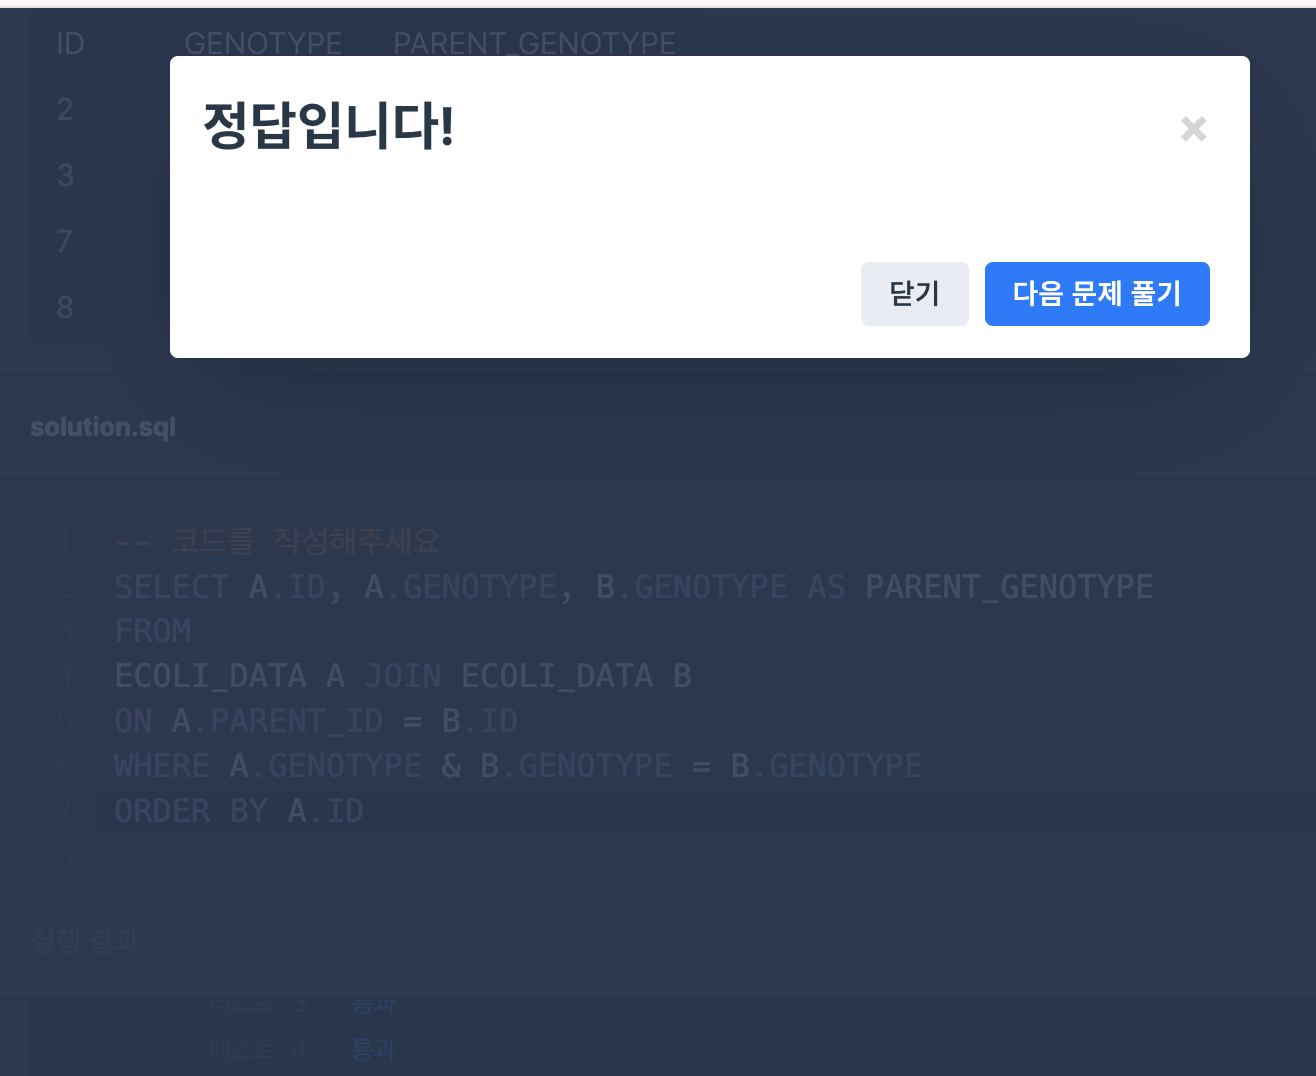 ID GENOTYPE PARENT_GENOTYPE
정답입니다!
×
2
3
7
8
닫기 다음 문제 풀기
solution.sql
1 -- 코드를 작성해주세요
2 SELECT A.ID, A.GENOTYPE, B.GENOTYPE AS PARENT_GENOTYPE
3 FROM
4 ECOLI_DATA A JOIN ECOLI_DATA B
5 ON A.PARENT_ID = B.ID
6 WHERE A.GENOTYPE & B.GENOTYPE = B.GENOTYPE
7 ORDER BY A.ID
8
실행 결과
테스트 3 › 통과
테스트 4 › 통과